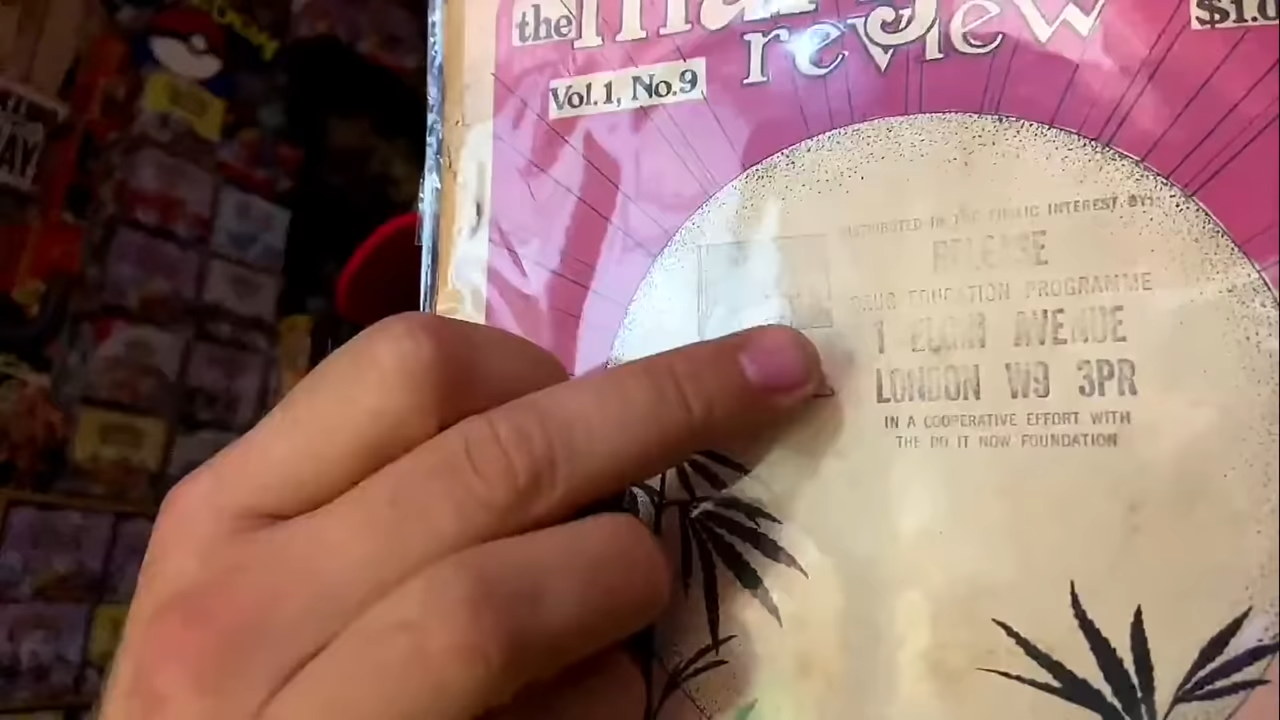 the
review
$1.0
Vol.1, No.9
DISTRIBUTED IN THE PUBLIC INTEREST BY:
RELEASE
DRUG EDUCATION PROGRAMME
1 ELGIN AVENUE
LONDON W9 3PR
IN A COOPERATIVE EFFORT WITH
THE DO IT NOW FOUNDATION